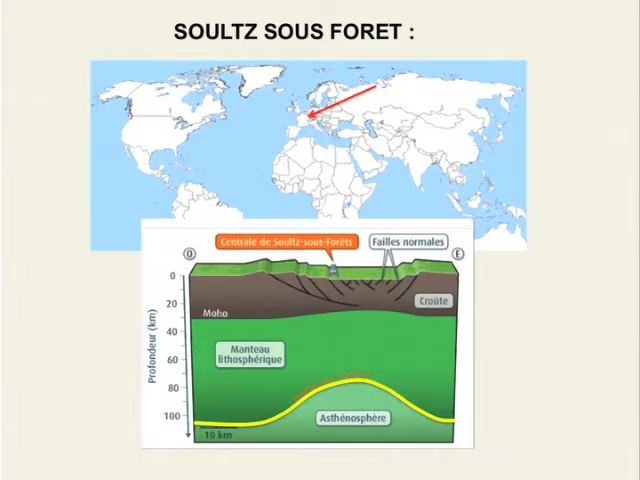 SOULTZ SOUS FORET :
Centrale de Soultz-sous-Forêts
Failles normales
O
E
0
20
40
60
80
100
Profondeur (km)
Croûte
Moho
Manteau
lithosphérique
Asthénosphère
10 km